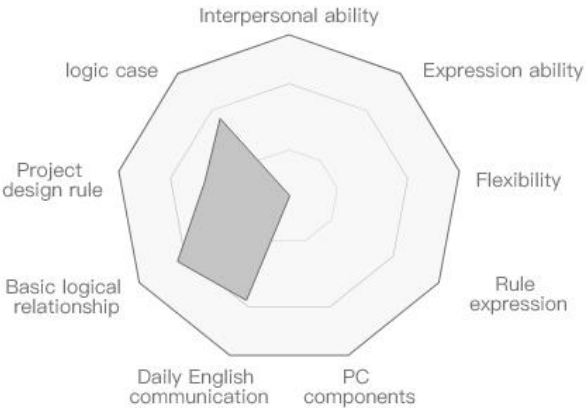 Interpersonal ability
logic case
Expression ability
Project
design rule
Flexibility
Basic logical
relationship
Rule
expression
Daily English
communication
PC
components